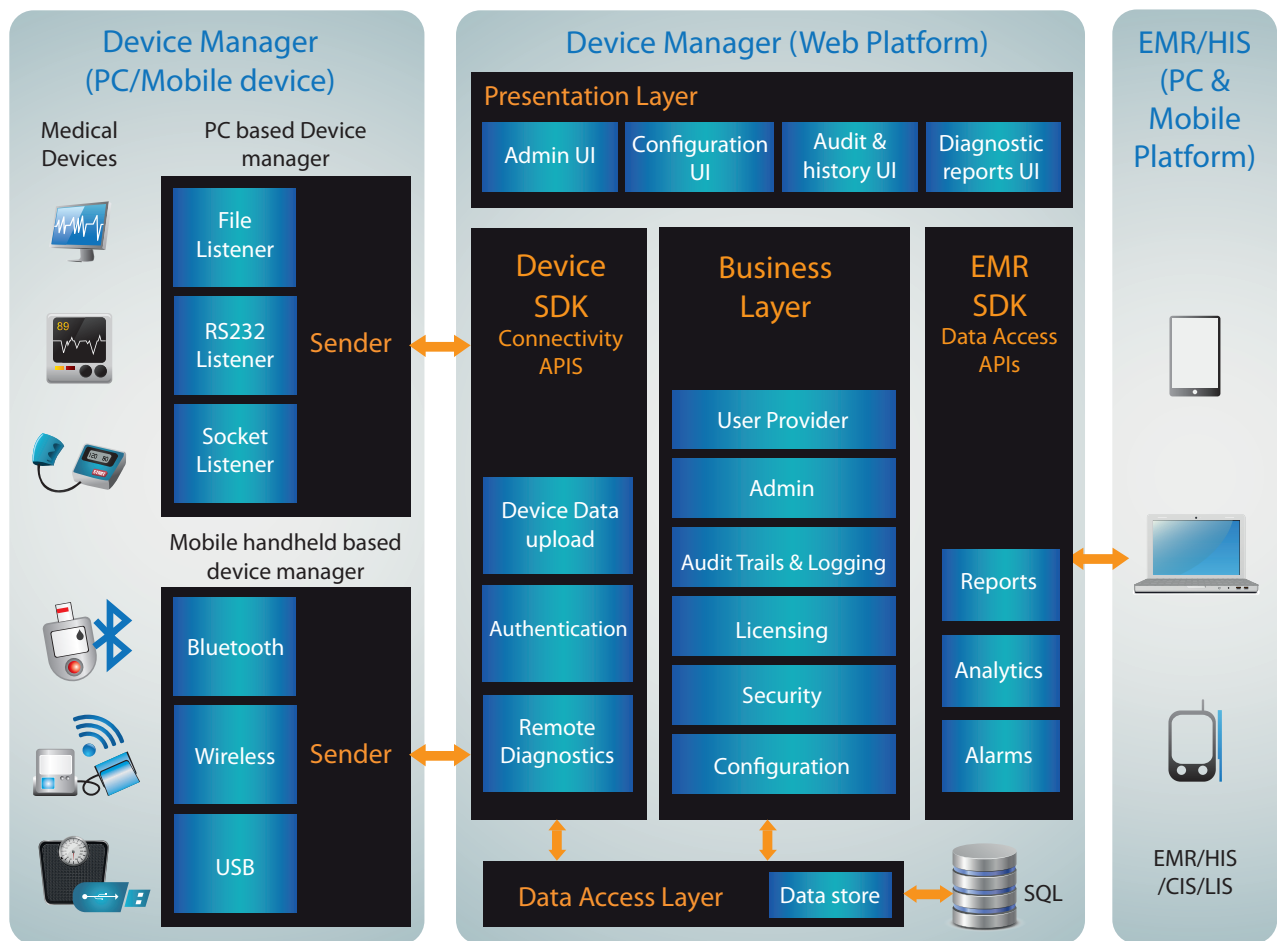 Device Manager
(PC/Mobile device)
Medical
Devices
PC based Device
manager
File
Listener
RS232
Listener
Socket
Listener
Sender
89
120 80
START
Mobile handheld based
device manager
Bluetooth
Wireless
USB
Sender
Device Manager (Web Platform)
Presentation Layer
Admin UI
Configuration
UI
Audit &
history UI
Diagnostic
reports UI
Device
SDK
Connectivity
APIS
Device Data
upload
Authentication
Remote
Diagnostics
Business
Layer
User Provider
Admin
Audit Trails & Logging
Licensing
Security
Configuration
EMR
SDK
Data Access
APIs
Reports
Analytics
Alarms
Data Access Layer
Data store
SQL
EMR/HIS
(PC &
Mobile
Platform)
EMR/HIS
/CIS/LIS